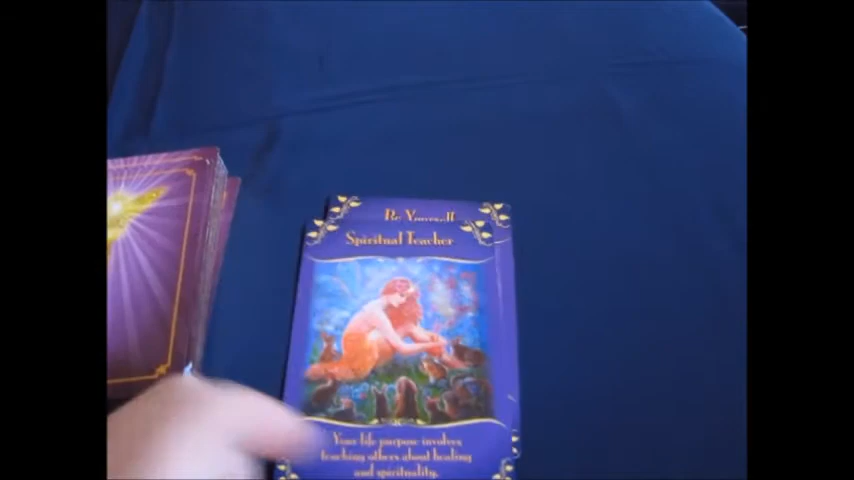 Be Yourself
Spiritual Teacher
Your life purpose involves
teaching others about healing
and spirituality.